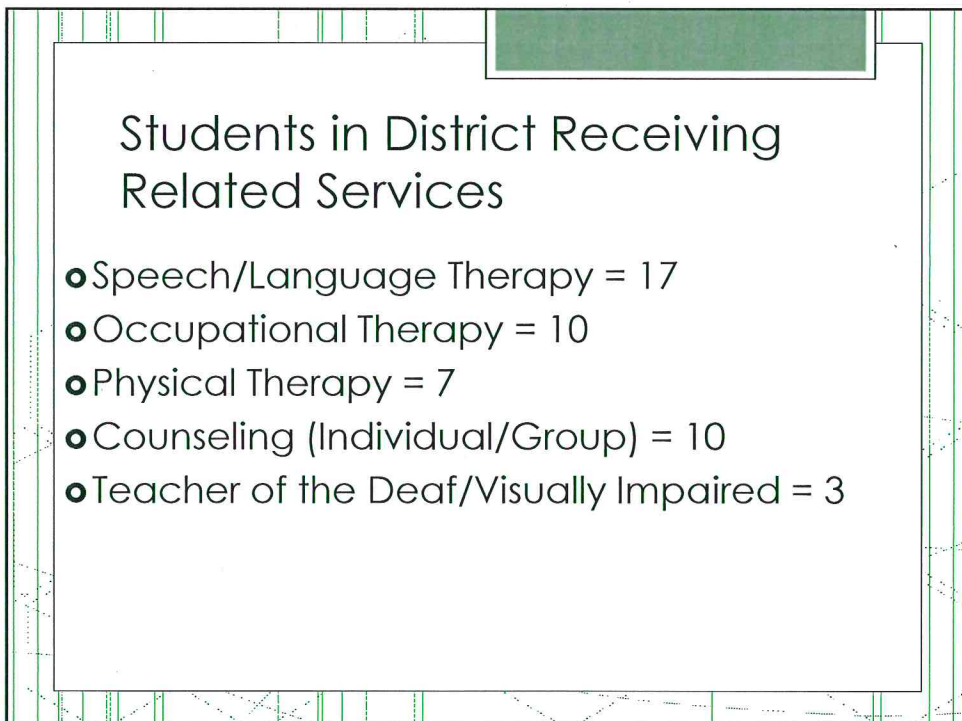 Students in District Receiving
Related Services
Speech/Language Therapy = 17
Occupational Therapy = 10
Physical Therapy = 7
Counseling (Individual/Group) = 10
Teacher of the Deaf/Visually Impaired = 3